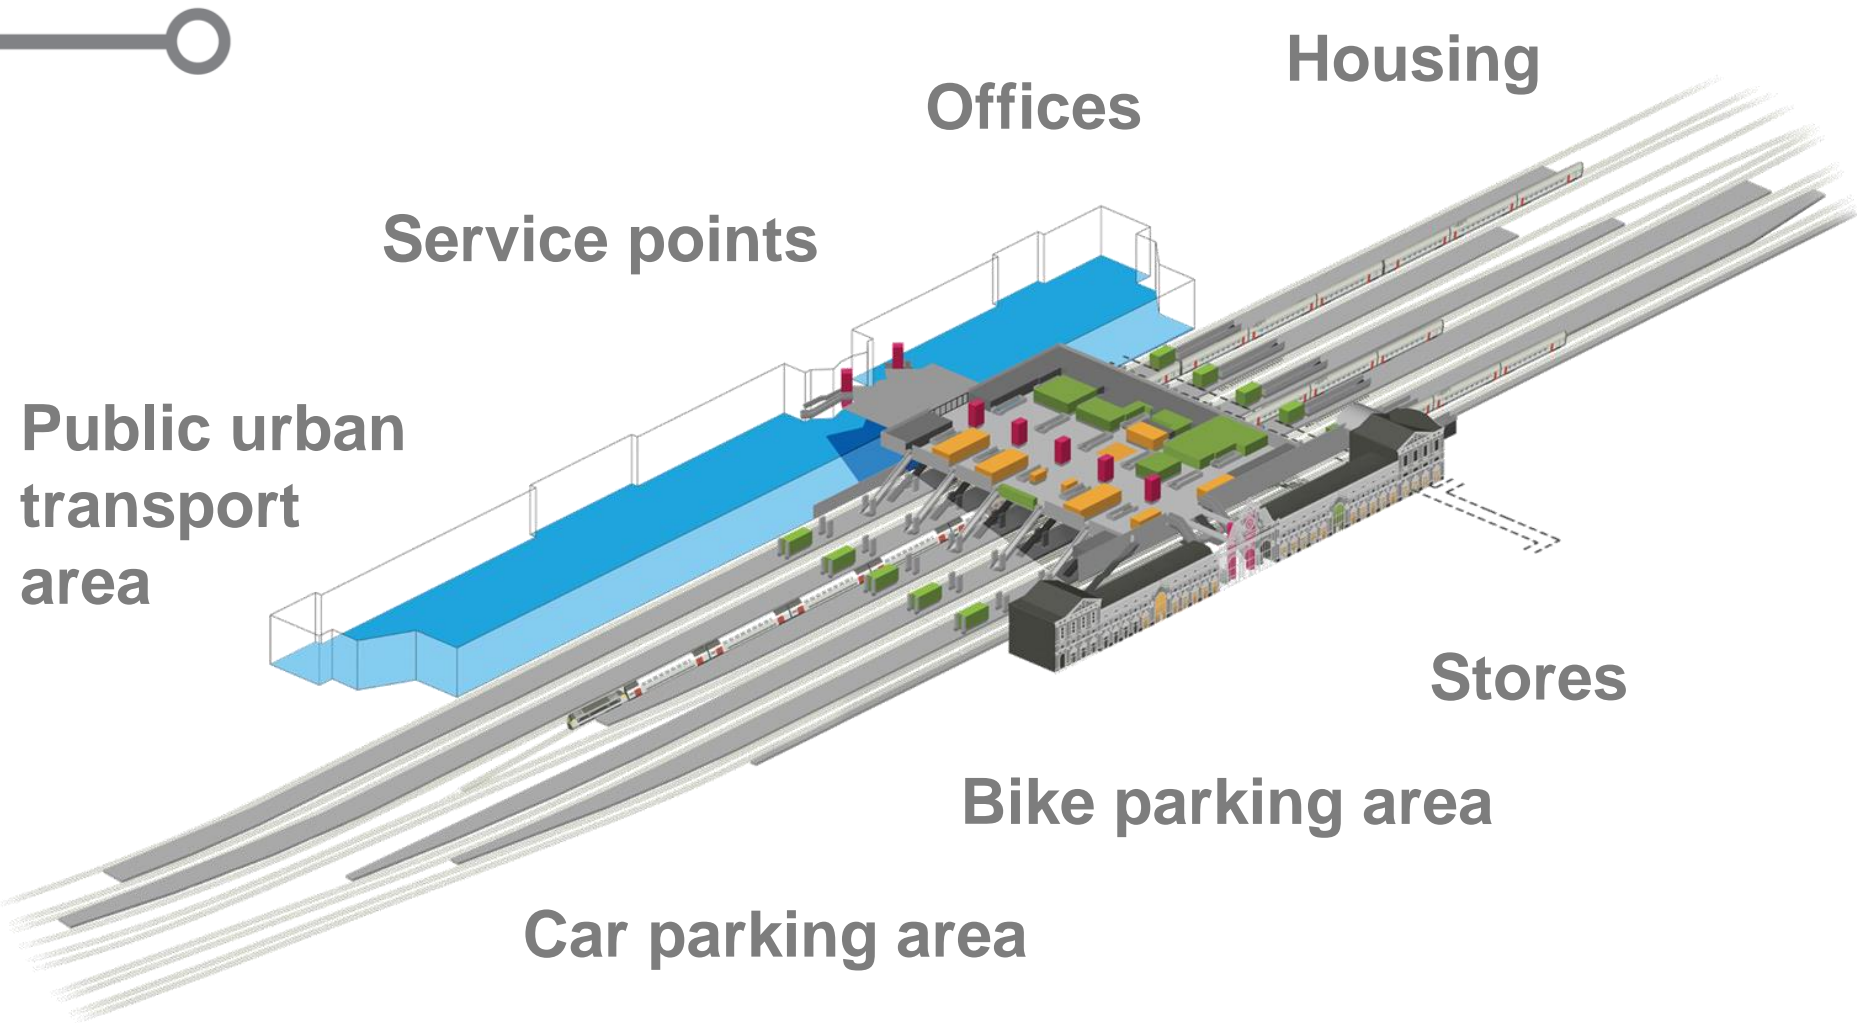 Housing
Offices
Service points
Public urban
transport
area
Stores
Bike parking area
Car parking area